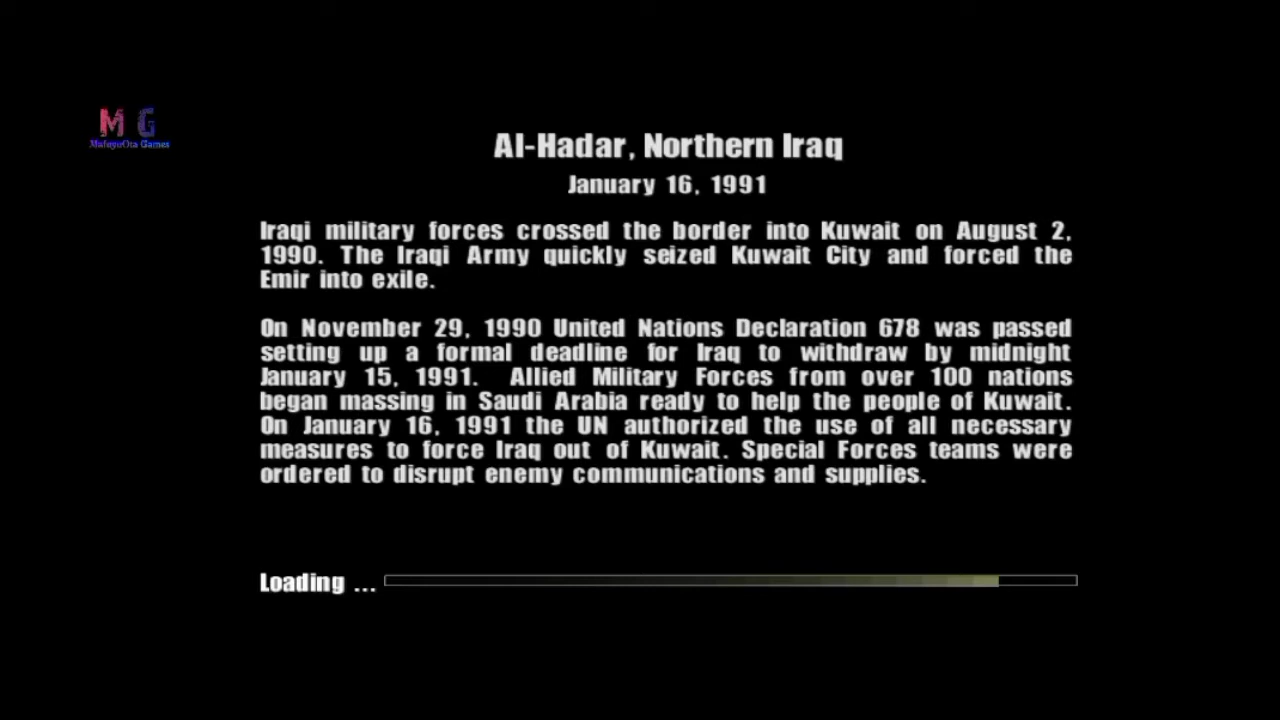 M G
MafuyuOta Games
Al-Hadar, Northern Iraq
January 16, 1991
Iraqi military forces crossed the border into Kuwait on August 2,
1990. The Iraqi Army quickly seized Kuwait City and forced the
Emir into exile.
On November 29, 1990 United Nations Declaration 678 was passed
setting up a formal deadline for Iraq to withdraw by midnight
January 15, 1991. Allied Military Forces from over 100 nations
began massing in Saudi Arabia ready to help the people of Kuwait.
On January 16, 1991 the UN authorized the use of all necessary
measures to force Iraq out of Kuwait. Special Forces teams were
ordered to disrupt enemy communications and supplies.
Loading ...